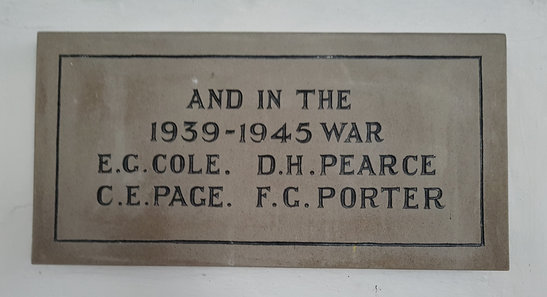 AND IN THE
1939-1945 WAR
E.G.COLE. D.H.PEARCE
C.E.PAGE. F.G.PORTER